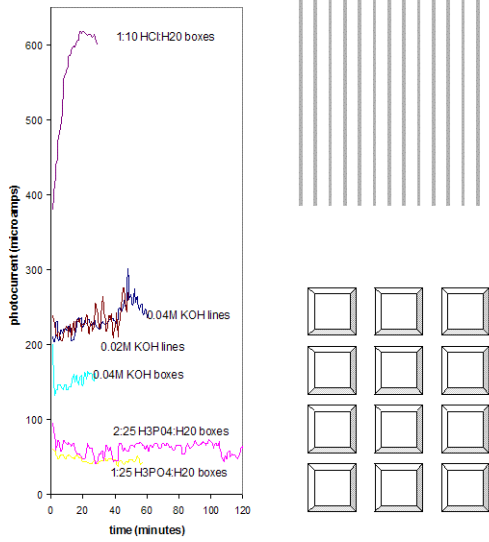 600
1:10 HCl:H20 boxes
500
400
photocurrent (microamps)
300
0.04M KOH lines
200
0.02M KOH lines
0.04M KOH boxes
100
2:25 H3P04:H20 boxes
1:25 H3PO4:H20 boxes
0
0 20 40 60 80 100 120
time (minutes)